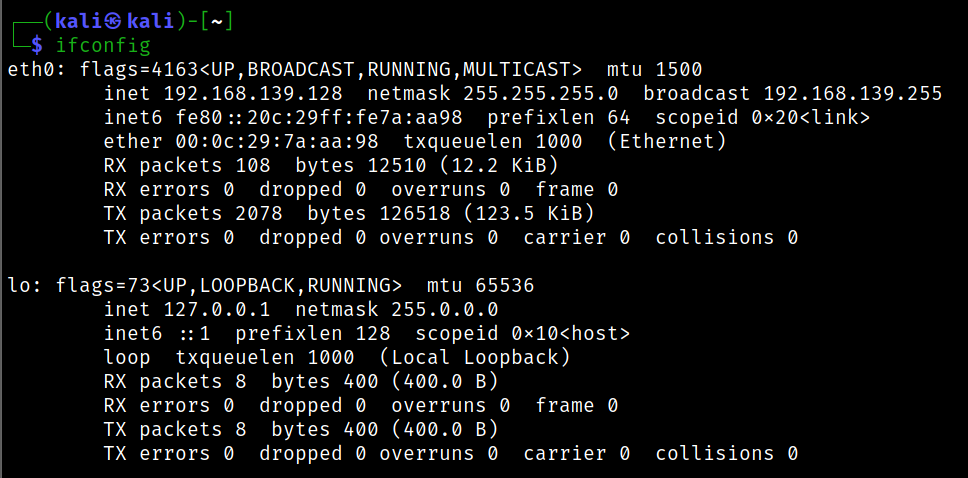 ┌──(kali㉿kali)-[~]
└─$ ifconfig
eth0: flags=4163<UP,BROADCAST,RUNNING,MULTICAST>  mtu 1500
        inet 192.168.139.128  netmask 255.255.255.0  broadcast 192.168.139.255
        inet6 fe80::20c:29ff:fe7a:aa98  prefixlen 64  scopeid 0x20<link>
        ether 00:0c:29:7a:aa:98  txqueuelen 1000  (Ethernet)
        RX packets 108  bytes 12510 (12.2 KiB)
        RX errors 0  dropped 0  overruns 0  frame 0
        TX packets 2078  bytes 126518 (123.5 KiB)
        TX errors 0  dropped 0 overruns 0  carrier 0  collisions 0

lo: flags=73<UP,LOOPBACK,RUNNING>  mtu 65536
        inet 127.0.0.1  netmask 255.0.0.0
        inet6 ::1  prefixlen 128  scopeid 0x10<host>
        loop  txqueuelen 1000  (Local Loopback)
        RX packets 8  bytes 400 (400.0 B)
        RX errors 0  dropped 0  overruns 0  frame 0
        TX packets 8  bytes 400 (400.0 B)
        TX errors 0  dropped 0 overruns 0  carrier 0  collisions 0